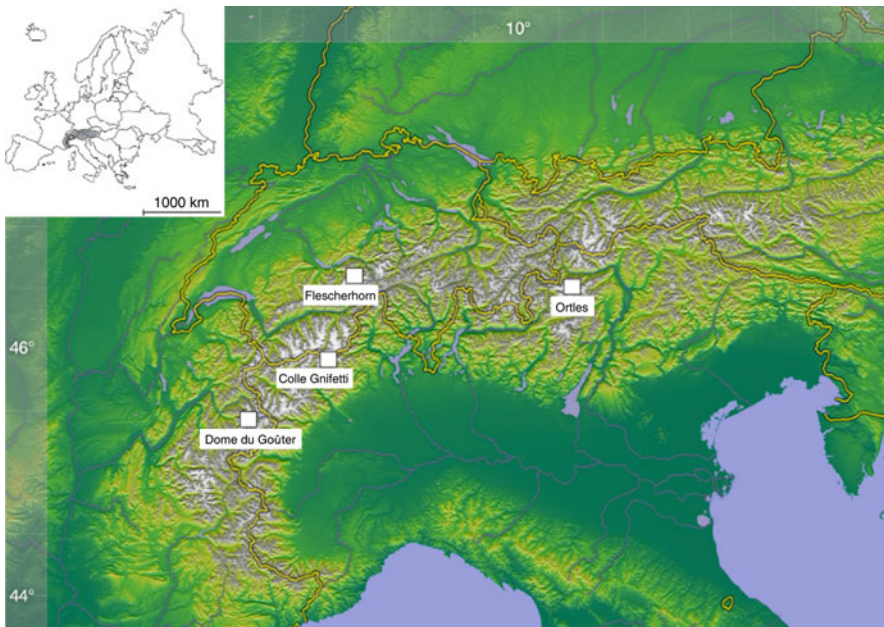 10°
1000 km
Flescherhorn
Ortles
46°
Colle Gnifetti
Dome du Goûter
44°